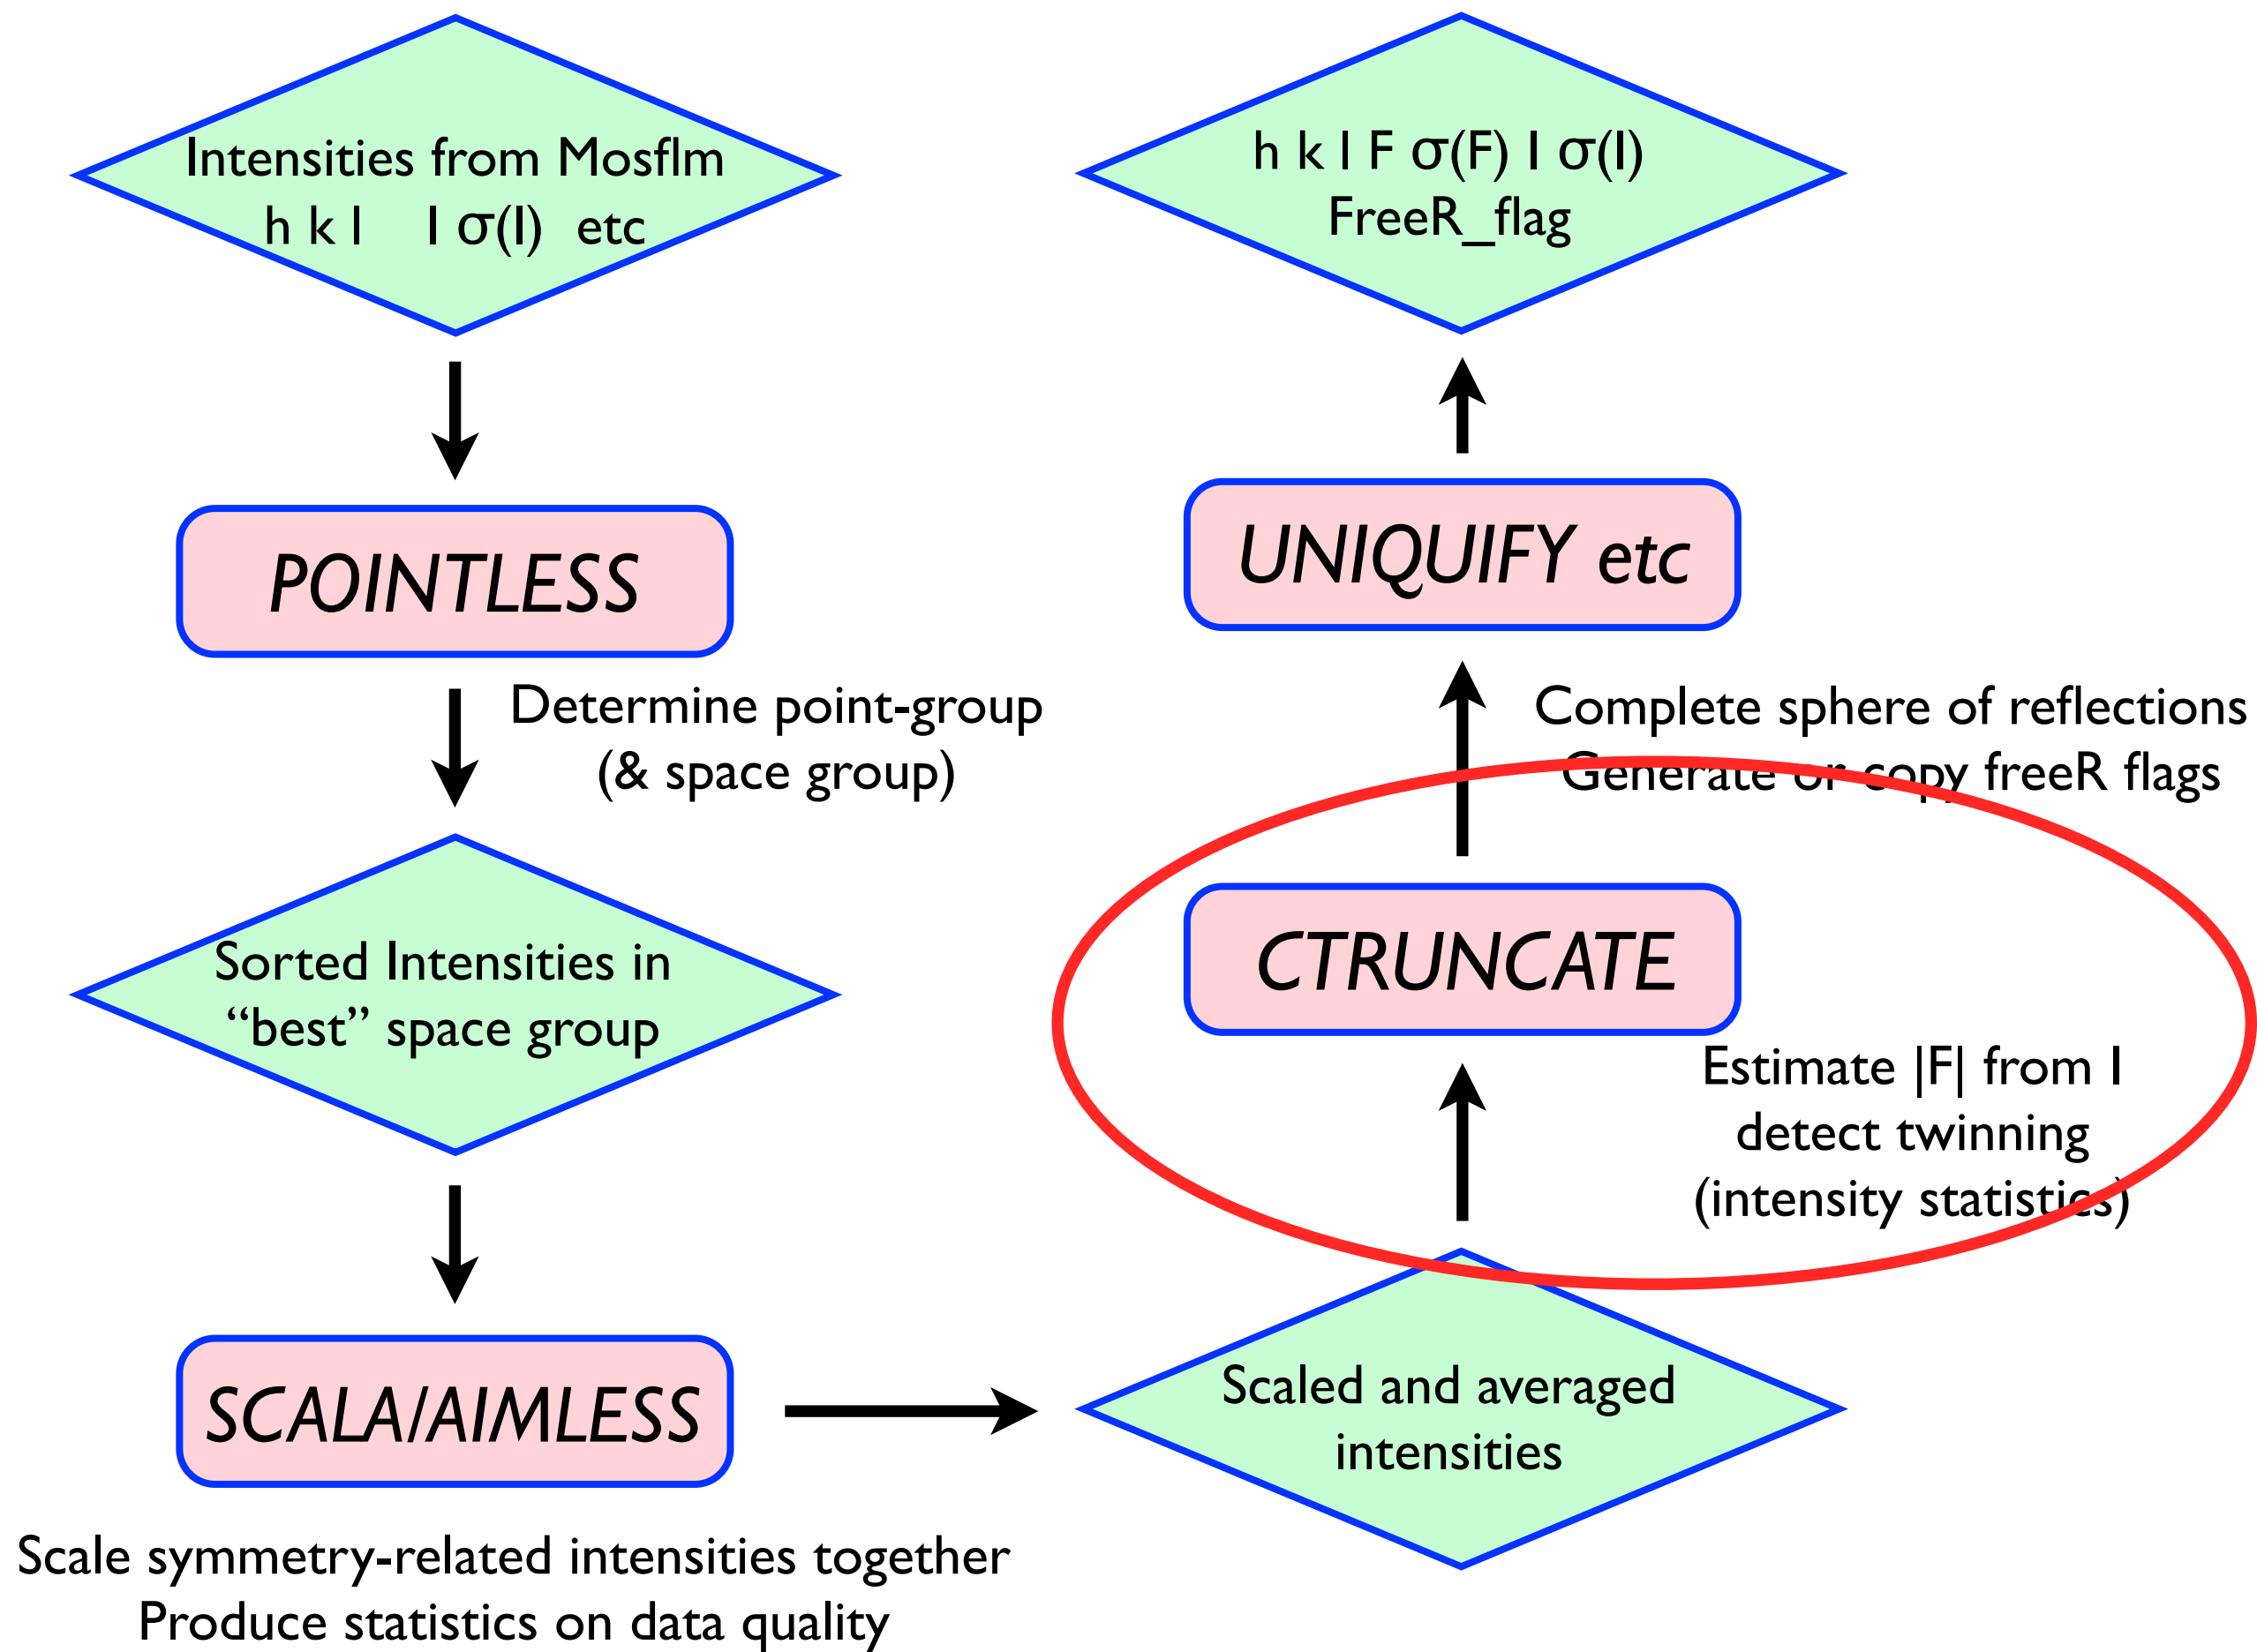 Intensities from Mosflm
h k l   I σ(I)  etc
POINTLESS
Determine point-group
(& space group)
Sorted Intensities in
“best” space group
SCALA/AIMLESS
Scale symmetry-related intensities together
Produce statistics on data quality
h k l F σ(F) I σ(I)
FreeR_flag
UNIQUIFY etc
Complete sphere of reflections
Generate or copy freeR flags
CTRUNCATE
Estimate |F| from I
detect twinning
(intensity statistics)
Scaled and averaged
intensities